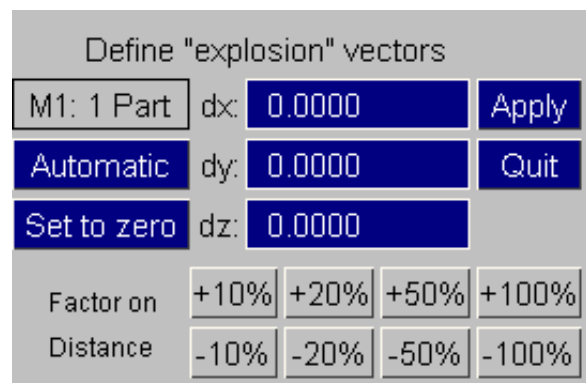 Define "explosion" vectors
M1: 1 Part dx: 0.0000 Apply
Automatic dy: 0.0000 Quit
Set to zero dz: 0.0000
Factor on +10% +20% +50% +100%
Distance -10% -20% -50% -100%